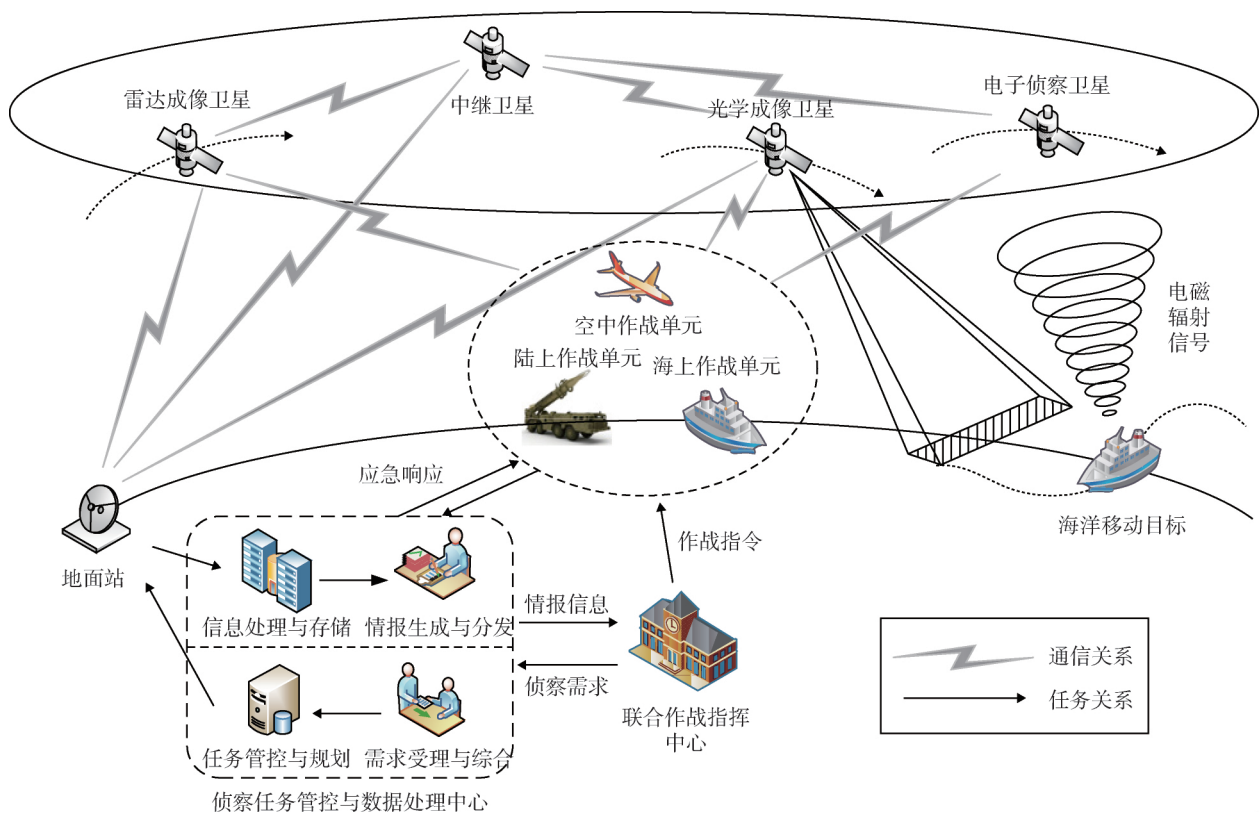 雷达成像卫星
中继卫星
光学成像卫星
电子侦察卫星
电磁
辐射
信号
空中作战单元
陆上作战单元
海上作战单元
应急响应
海洋移动目标
作战指令
地面站
信息处理与存储
情报生成与分发
情报信息
侦察需求
联合作战指挥
中心
任务管控与规划
需求受理与综合
侦察任务管控与数据处理中心
通信关系
任务关系